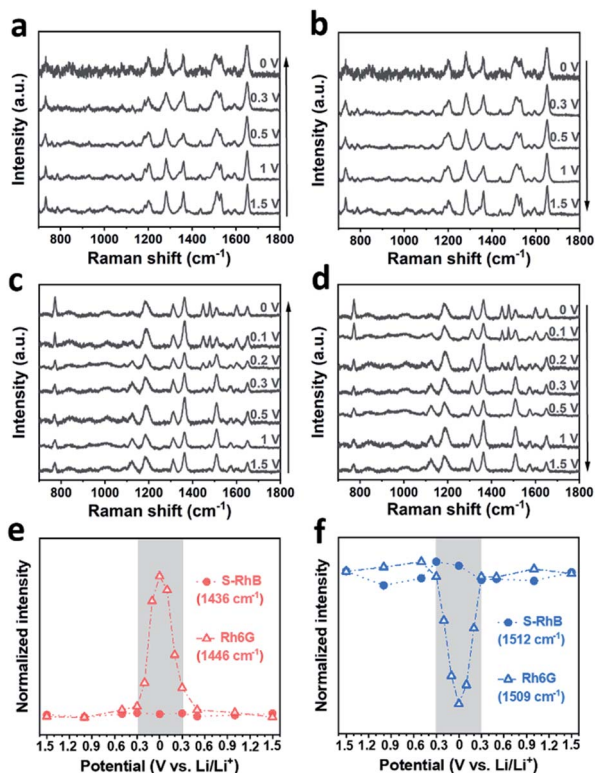 a
Intensity (a.u.)
0 V
0.3 V
0.5 V
1 V
1.5 V
800 1000 1200 1400 1600 1800
Raman shift (cm⁻¹)
b
Intensity (a.u.)
0 V
0.3 V
0.5 V
1 V
1.5 V
800 1000 1200 1400 1600 1800
Raman shift (cm⁻¹)
c
Intensity (a.u.)
0 V
0.1 V
0.2 V
0.3 V
0.5 V
1 V
1.5 V
800 1000 1200 1400 1600 1800
Raman shift (cm⁻¹)
d
Intensity (a.u.)
0 V
0.1 V
0.2 V
0.3 V
0.5 V
1 V
1.5 V
800 1000 1200 1400 1600 1800
Raman shift (cm⁻¹)
e
Normalized intensity
S-RhB
(1436 cm⁻¹)
Rh6G
(1446 cm⁻¹)
1.5 1.2 0.9 0.6 0.3 0 0.3 0.6 0.9 1.2 1.5
Potential (V vs. Li/Li⁺)
f
Normalized intensity
S-RhB
(1512 cm⁻¹)
Rh6G
(1509 cm⁻¹)
1.5 1.2 0.9 0.6 0.3 0 0.3 0.6 0.9 1.2 1.5
Potential (V vs. Li/Li⁺)